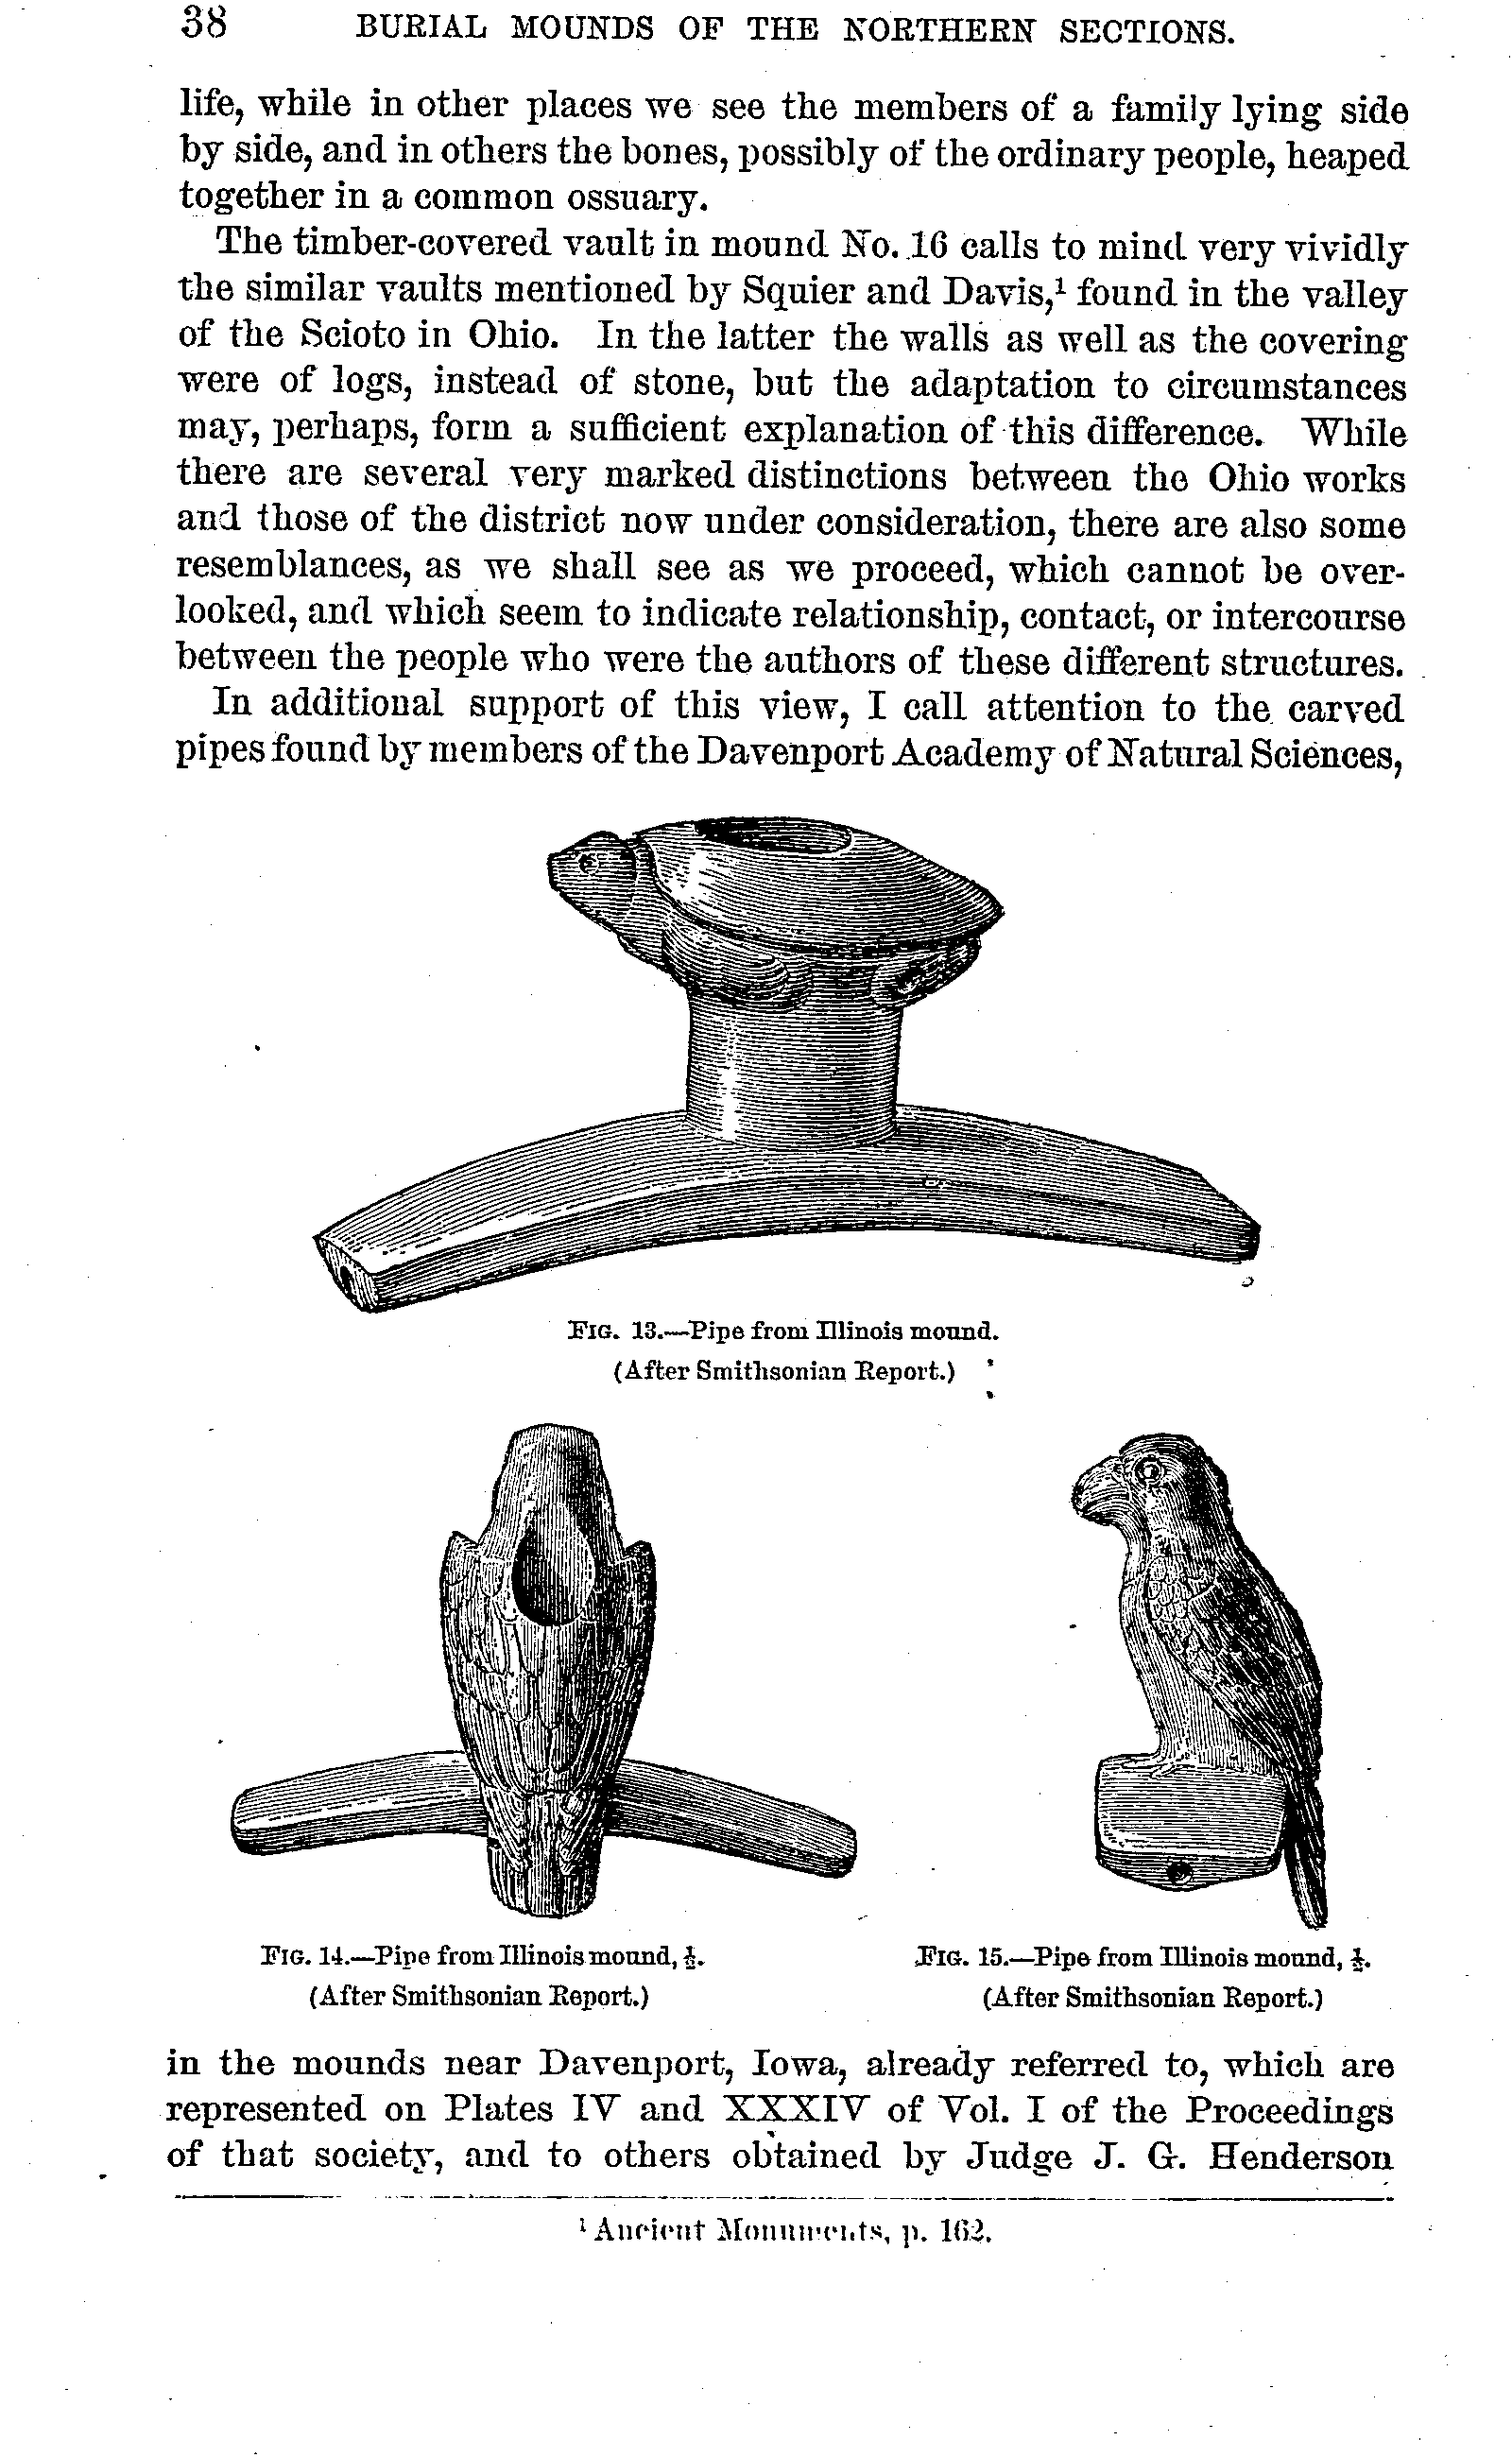 38 BURIAL MOUNDS OF THE NORTHERN SECTIONS.
life, while in other places we see the members of a family lying side
by side, and in others the bones, possibly of the ordinary people, heaped
together in a common ossuary.
The timber-covered vault in mound No. 16 calls to mind very vividly
the similar vaults mentioned by Squier and Davis,¹ found in the valley
of the Scioto in Ohio. In the latter the walls as well as the covering
were of logs, instead of stone, but the adaptation to circumstances
may, perhaps, form a sufficient explanation of this difference. While
there are several very marked distinctions between the Ohio works
and those of the district now under consideration, there are also some
resemblances, as we shall see as we proceed, which cannot be over-
looked, and which seem to indicate relationship, contact, or intercourse
between the people who were the authors of these different structures.
In additional support of this view, I call attention to the carved
pipes found by members of the Davenport Academy of Natural Sciences,
FIG. 13.—Pipe from Illinois mound.
(After Smithsonian Report.)
FIG. 14.—Pipe from Illinois mound, ½.
(After Smithsonian Report.)
FIG. 15.—Pipe from Illinois mound, ½.
(After Smithsonian Report.)
in the mounds near Davenport, Iowa, already referred to, which are
represented on Plates IV and XXXIV of Vol. I of the Proceedings
of that society, and to others obtained by Judge J. G. Henderson
¹ Ancient Monuments, p. 162.